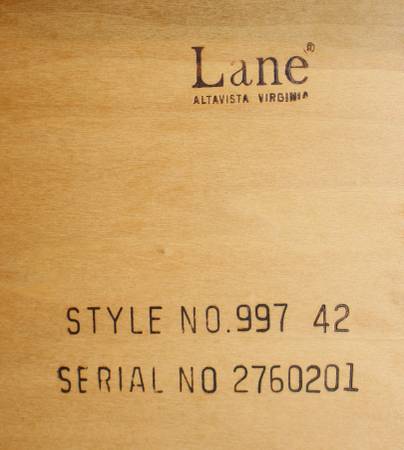 Lane®
ALTAVISTA VIRGINIA
STYLE NO.997 42
SERIAL NO 2760201